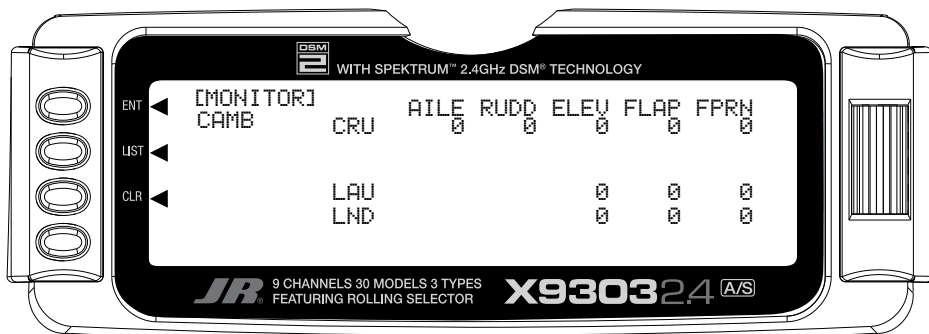 DSM
2 WITH SPEKTRUM™ 2.4GHz DSM® TECHNOLOGY
ENT
LIST
CLR
[MONITOR] AILE RUDD ELEV FLAP FPRN
CAMB CRU 0 0 0 0 0
LAU 0 0 0
LND 0 0 0
JR® 9 CHANNELS 30 MODELS 3 TYPES
FEATURING ROLLING SELECTOR
X9303 2.4 A/S